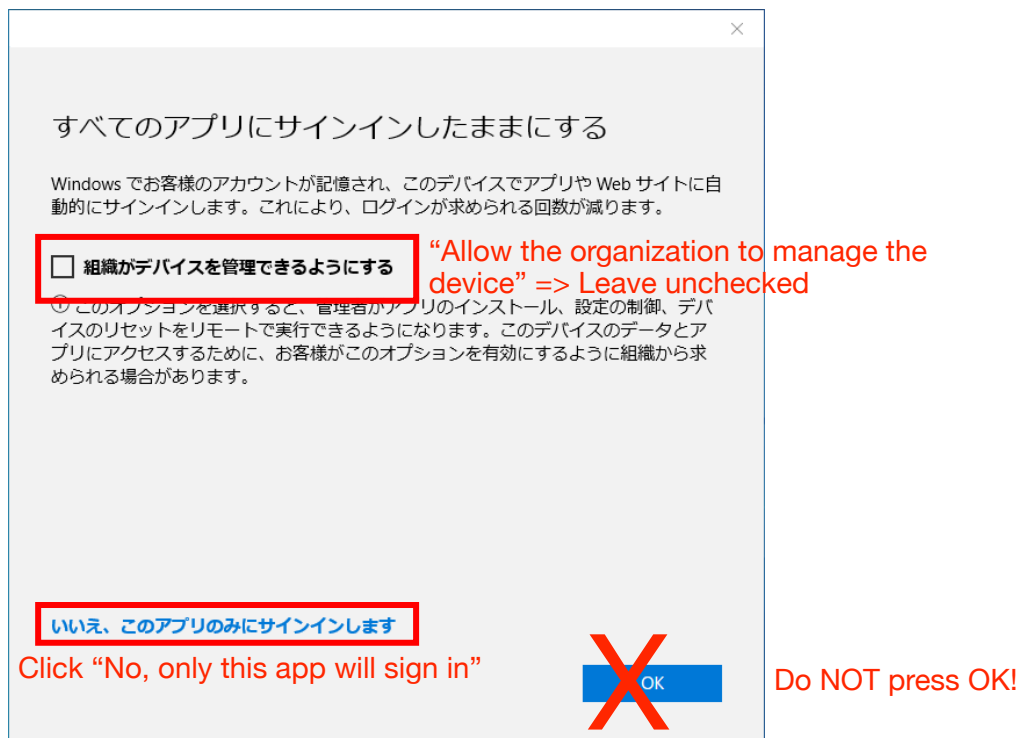 すべてのアプリにサインインしたままにする
Windows でお客様のアカウントが記憶され、このデバイスでアプリや Web サイトに自
動的にサインインします。これにより、ログインが求められる回数が減ります。
組織がデバイスを管理できるようにする
“Allow the organization to manage the
device” => Leave unchecked
このオプションを選択すると、管理者がアプリのインストール、設定の制御、デバ
イスのリセットをリモートで実行できるようになります。このデバイスのデータとア
プリにアクセスするために、お客様がこのオプションを有効にするように組織から求
められる場合があります。
いいえ、このアプリのみにサインインします
Click “No, only this app will sign in”
X
OK
Do NOT press OK!